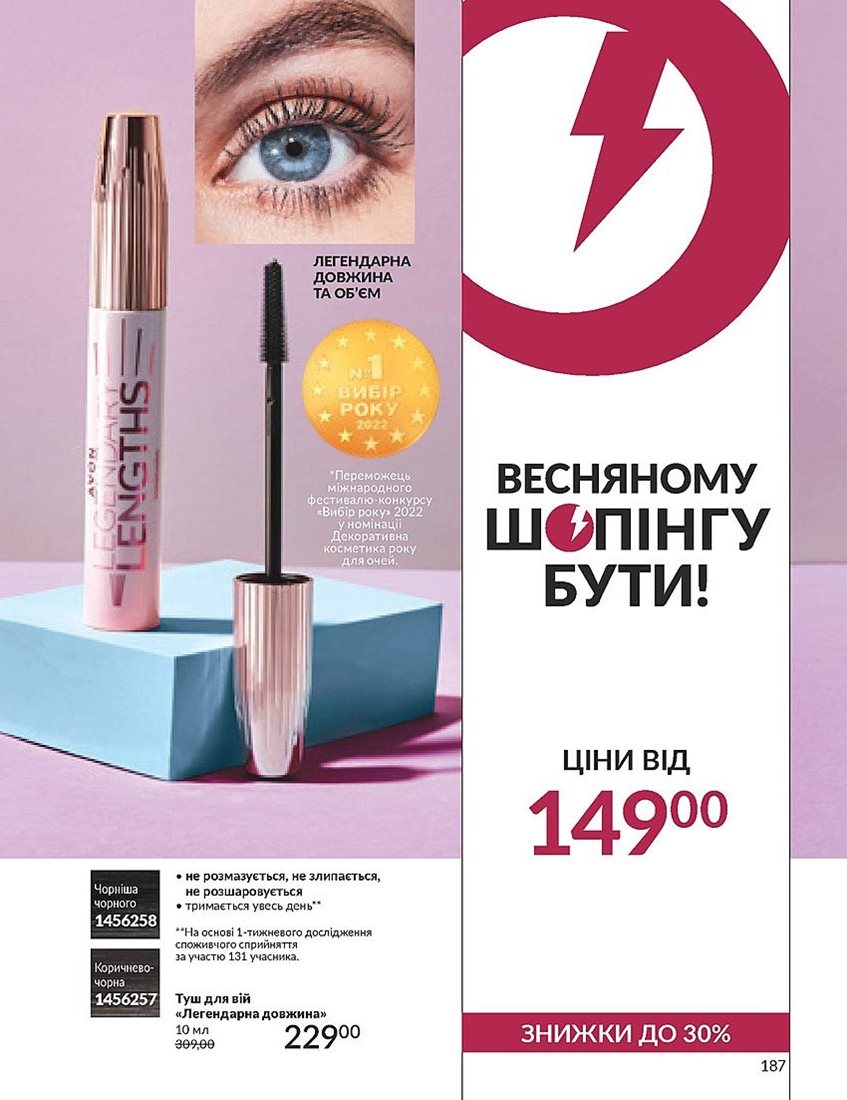 AVON
LEGENDARY
LENGTHS
ЛЕГЕНДАРНА
ДОВЖИНА
ТА ОБ’ЄМ
№1
ВИБІР
РОКУ
2022
*Переможець
міжнародного
фестивалю-конкурсу
«Вибір року» 2022
у номінації
Декоративна
косметика року
для очей.
Чорніша
чорного
1456258
Коричнево-
чорна
1456257
• не розмазується, не злипається,
не розшаровується
• тримається увесь день**
**На основі 1-тижневого дослідження
споживчого сприйняття
за участю 131 учасника.
Туш для вій
«Легендарна довжина»
10 мл
309,00
22900
ВЕСНЯНОМУ
ШОПІНГУ
БУТИ!
ЦІНИ ВІД
14900
ЗНИЖКИ ДО 30%
187